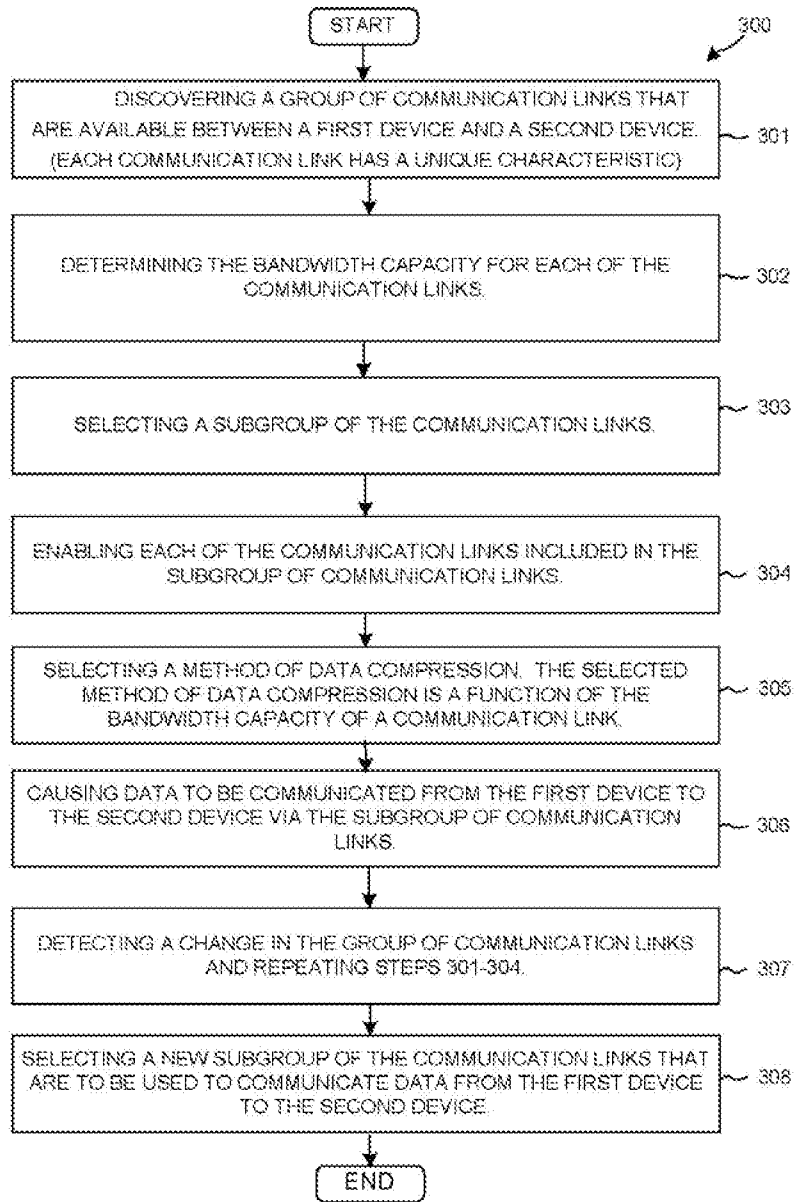 START
300
DISCOVERING A GROUP OF COMMUNICATION LINKS THAT
ARE AVAILABLE BETWEEN A FIRST DEVICE AND A SECOND DEVICE.
(EACH COMMUNICATION LINK HAS A UNIQUE CHARACTERISTIC)
301
DETERMINING THE BANDWIDTH CAPACITY FOR EACH OF THE
COMMUNICATION LINKS.
302
SELECTING A SUBGROUP OF THE COMMUNICATION LINKS.
303
ENABLING EACH OF THE COMMUNICATION LINKS INCLUDED IN THE
SUBGROUP OF COMMUNICATION LINKS.
304
SELECTING A METHOD OF DATA COMPRESSION. THE SELECTED
METHOD OF DATA COMPRESSION IS A FUNCTION OF THE
BANDWIDTH CAPACITY OF A COMMUNICATION LINK.
305
CAUSING DATA TO BE COMMUNICATED FROM THE FIRST DEVICE TO
THE SECOND DEVICE VIA THE SUBGROUP OF COMMUNICATION
LINKS.
306
DETECTING A CHANGE IN THE GROUP OF COMMUNICATION LINKS
AND REPEATING STEPS 301-304.
307
SELECTING A NEW SUBGROUP OF THE COMMUNICATION LINKS THAT
ARE TO BE USED TO COMMUNICATE DATA FROM THE FIRST DEVICE
TO THE SECOND DEVICE.
308
END